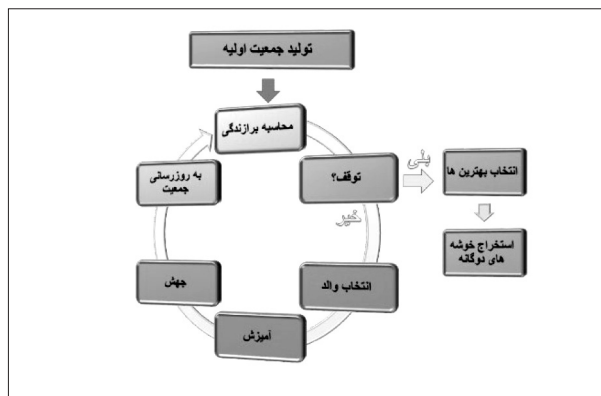 تولید جمعیت اولیه
محاسبه برازندگی
توقف؟
بلی
انتخاب بهترین ها
استخراج خوشه
های دوگانه
خیر
انتخاب والد
آمیزش
جهش
به روزرسانی
جمعیت